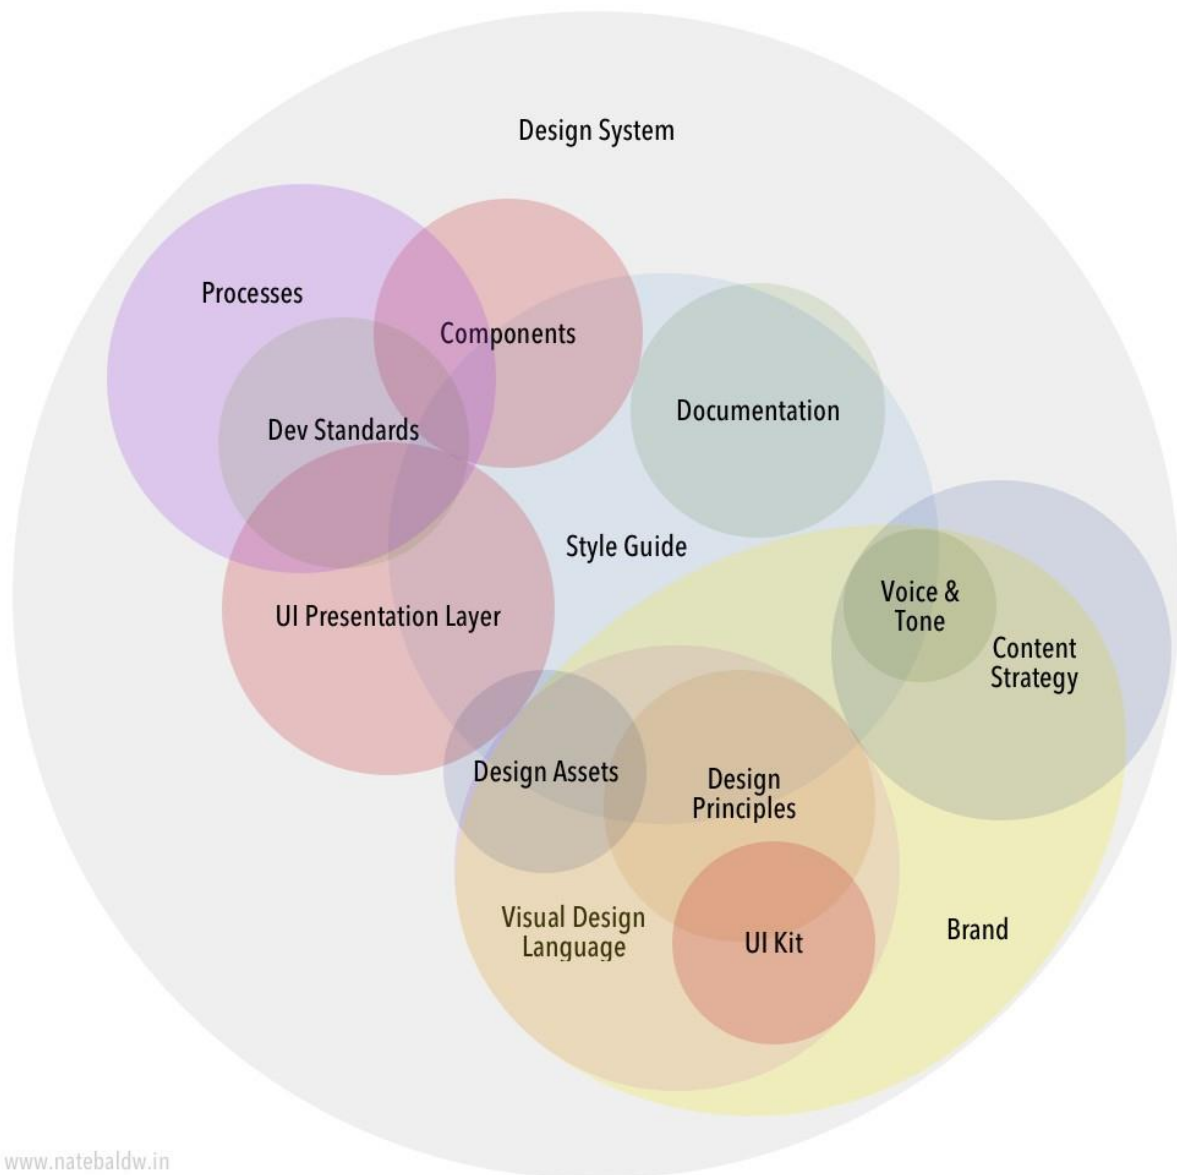 Design System
Processes
Components
Documentation
Dev Standards
Style Guide
Voice &
Tone
UI Presentation Layer
Content
Strategy
Design Assets
Design
Principles
Visual Design
Language
UI Kit
Brand
www.natebaldw.in